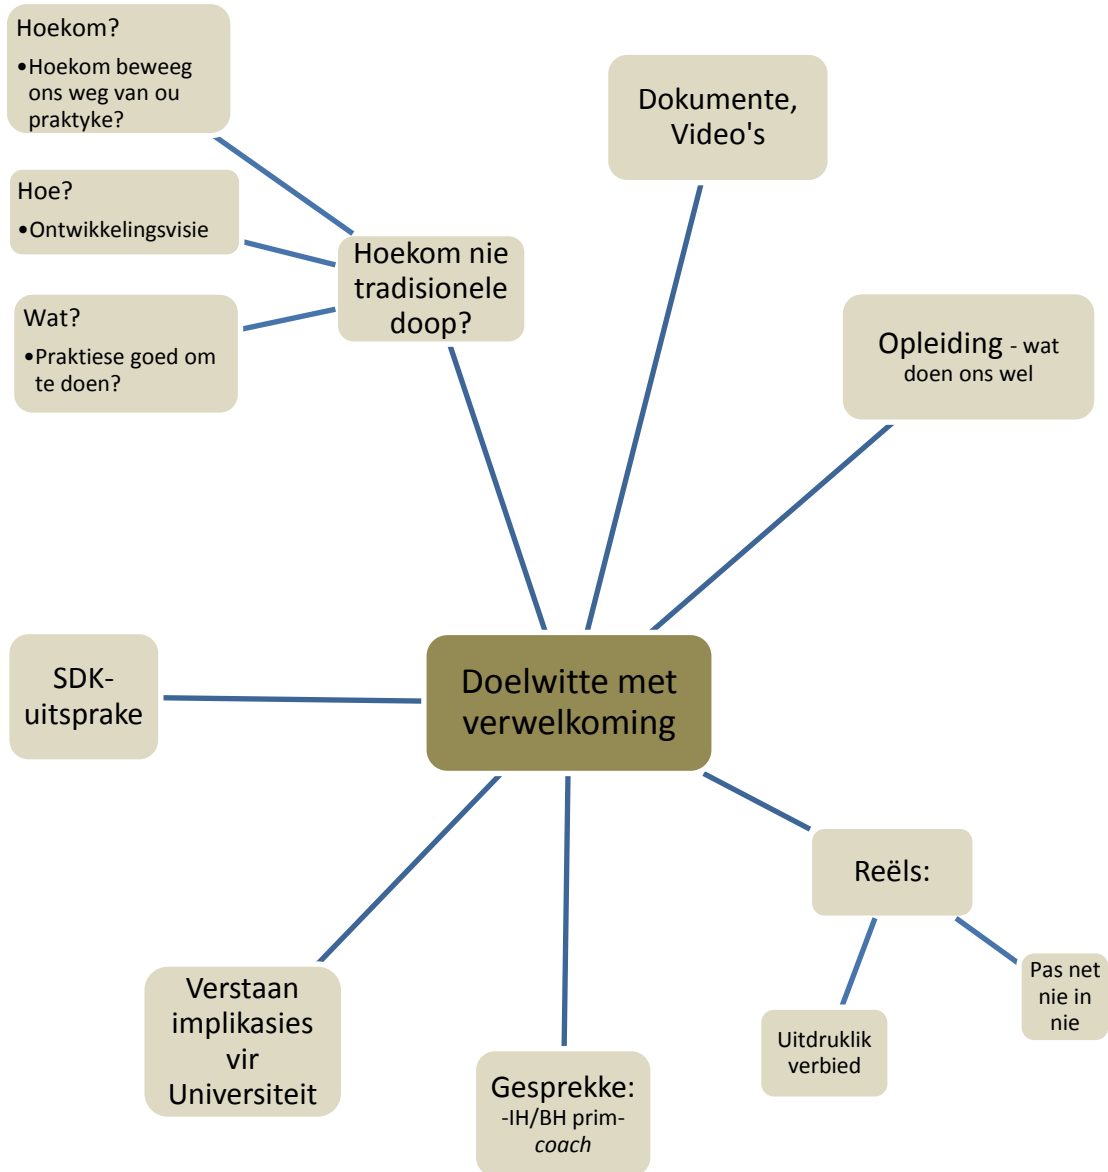 Hoekom?
•Hoekom beweeg
ons weg van ou
praktyke?
Hoe?
•Ontwikkelingsvisie
Wat?
•Praktiese goed om
te doen?
Hoekom nie
tradisionele
doop?
Dokumente,
Video's
Opleiding - wat
doen ons wel
SDK-
uitsprake
Doelwitte met
verwelkoming
Reëls:
Pas net
nie in
nie
Uitdruklik
verbied
Verstaan
implikasies
vir
Universiteit
Gesprekke:
-IH/BH prim-
coach